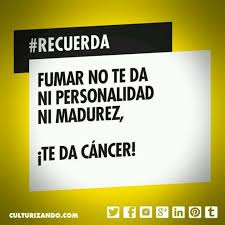 #RECUERDA
FUMAR NO TE DA
NI PERSONALIDAD
NI MADUREZ,
¡TE DA CÁNCER!
CULTURIZANDO.COM